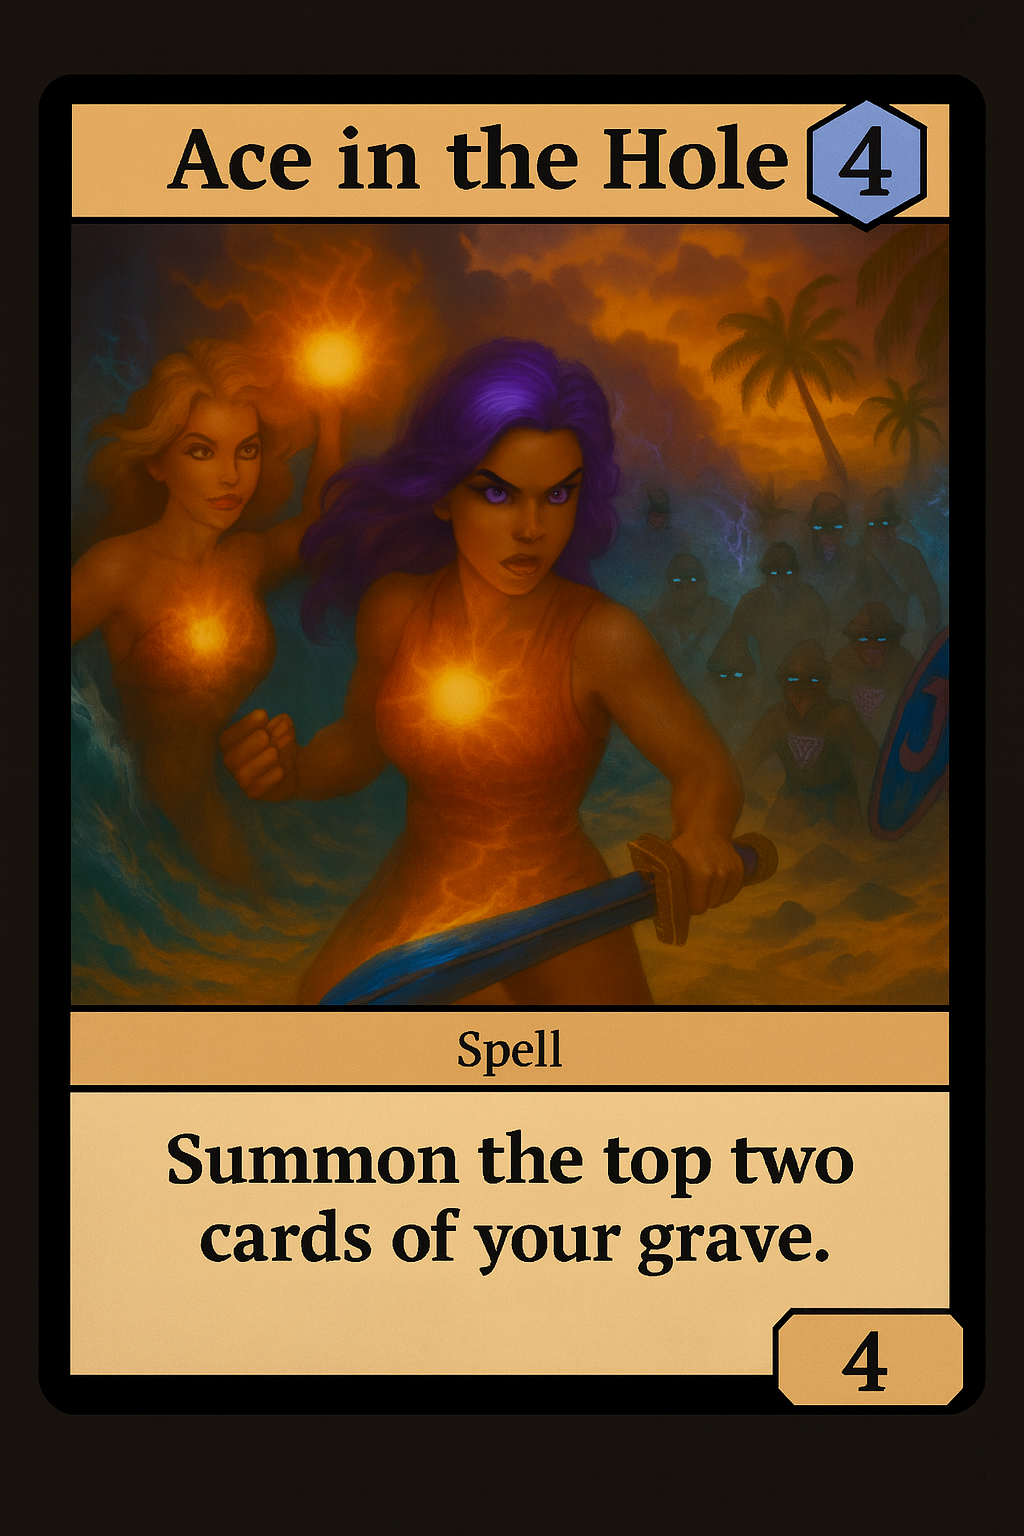 Ace in the Hole 4
Spell
Summon the top two
cards of your grave.
4